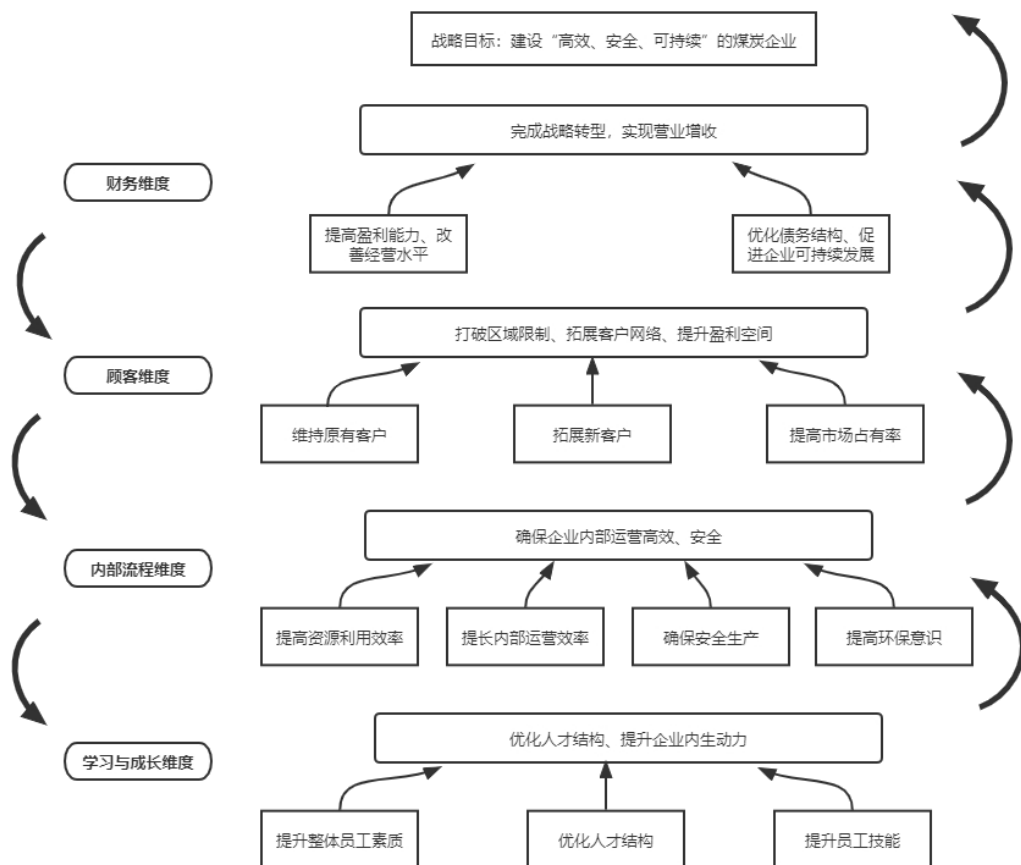 战略目标：建设“高效、安全、可持续”的煤炭企业
完成战略转型，实现营业增收
财务维度
提高盈利能力、改
善经营水平
优化债务结构、促
进企业可持续发展
打破区域限制、拓展客户网络、提升盈利空间
顾客维度
维持原有客户
拓展新客户
提高市场占有率
确保企业内部运营高效、安全
内部流程维度
提高资源利用效率
提长内部运营效率
确保安全生产
提高环保意识
优化人才结构、提升企业内生动力
学习与成长维度
提升整体员工素质
优化人才结构
提升员工技能